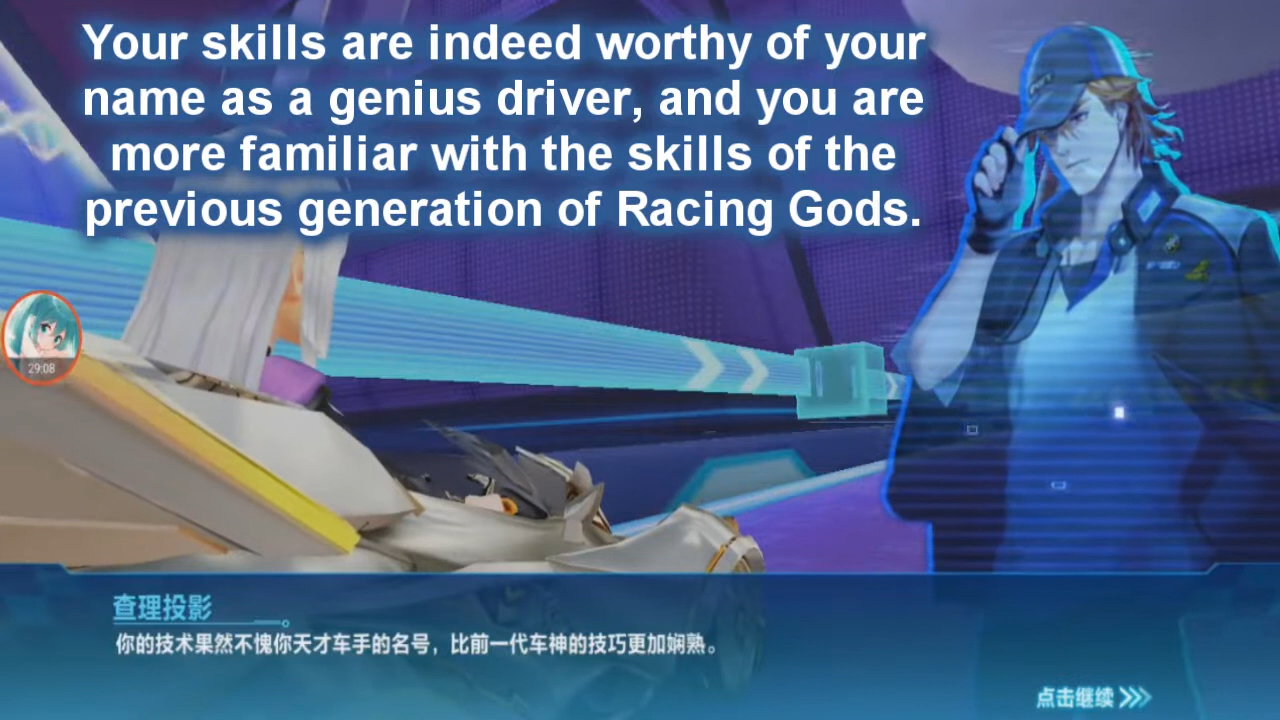 Your skills are indeed worthy of your
name as a genius driver, and you are
more familiar with the skills of the
previous generation of Racing Gods.
29:08
查理投影
你的技术果然不愧你天才车手的名号，比前一代车神的技巧更加娴熟。
点击继续